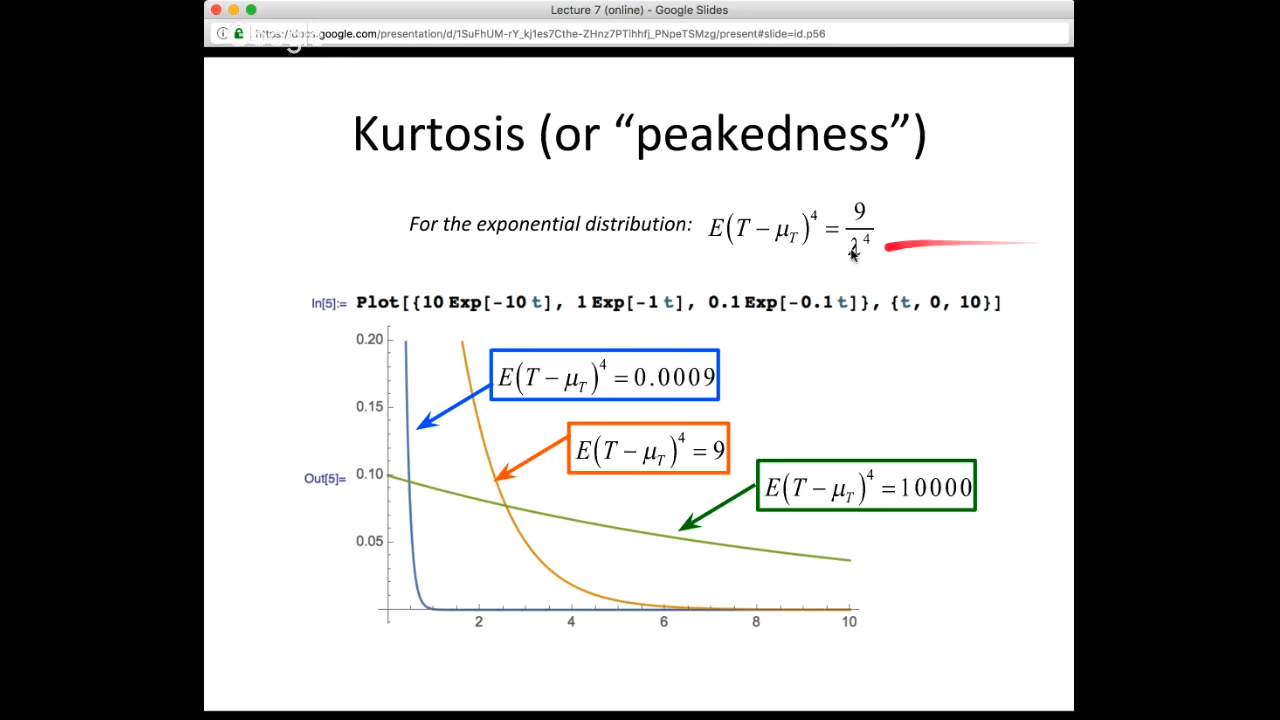 Lecture 7 (online) - Google Slides
https://docs.google.com/presentation/d/1SuFhUM-rY_kj1es7Cthe-ZHnz7PTihhfj_PNpeTSMzg/present#slide=id.p56
Kurtosis (or “peakedness”)
For the exponential distribution: E(T − μ_T)^4 = 9/λ^4
In[5]:= Plot[{10 Exp[-10 t], 1 Exp[-1 t], 0.1 Exp[-0.1 t]}, {t, 0, 10}]
0.20
E(T − μ_T)^4 = 0.0009
0.15
E(T − μ_T)^4 = 9
Out[5]= 0.10
E(T − μ_T)^4 = 10000
0.05
2 4 6 8 10